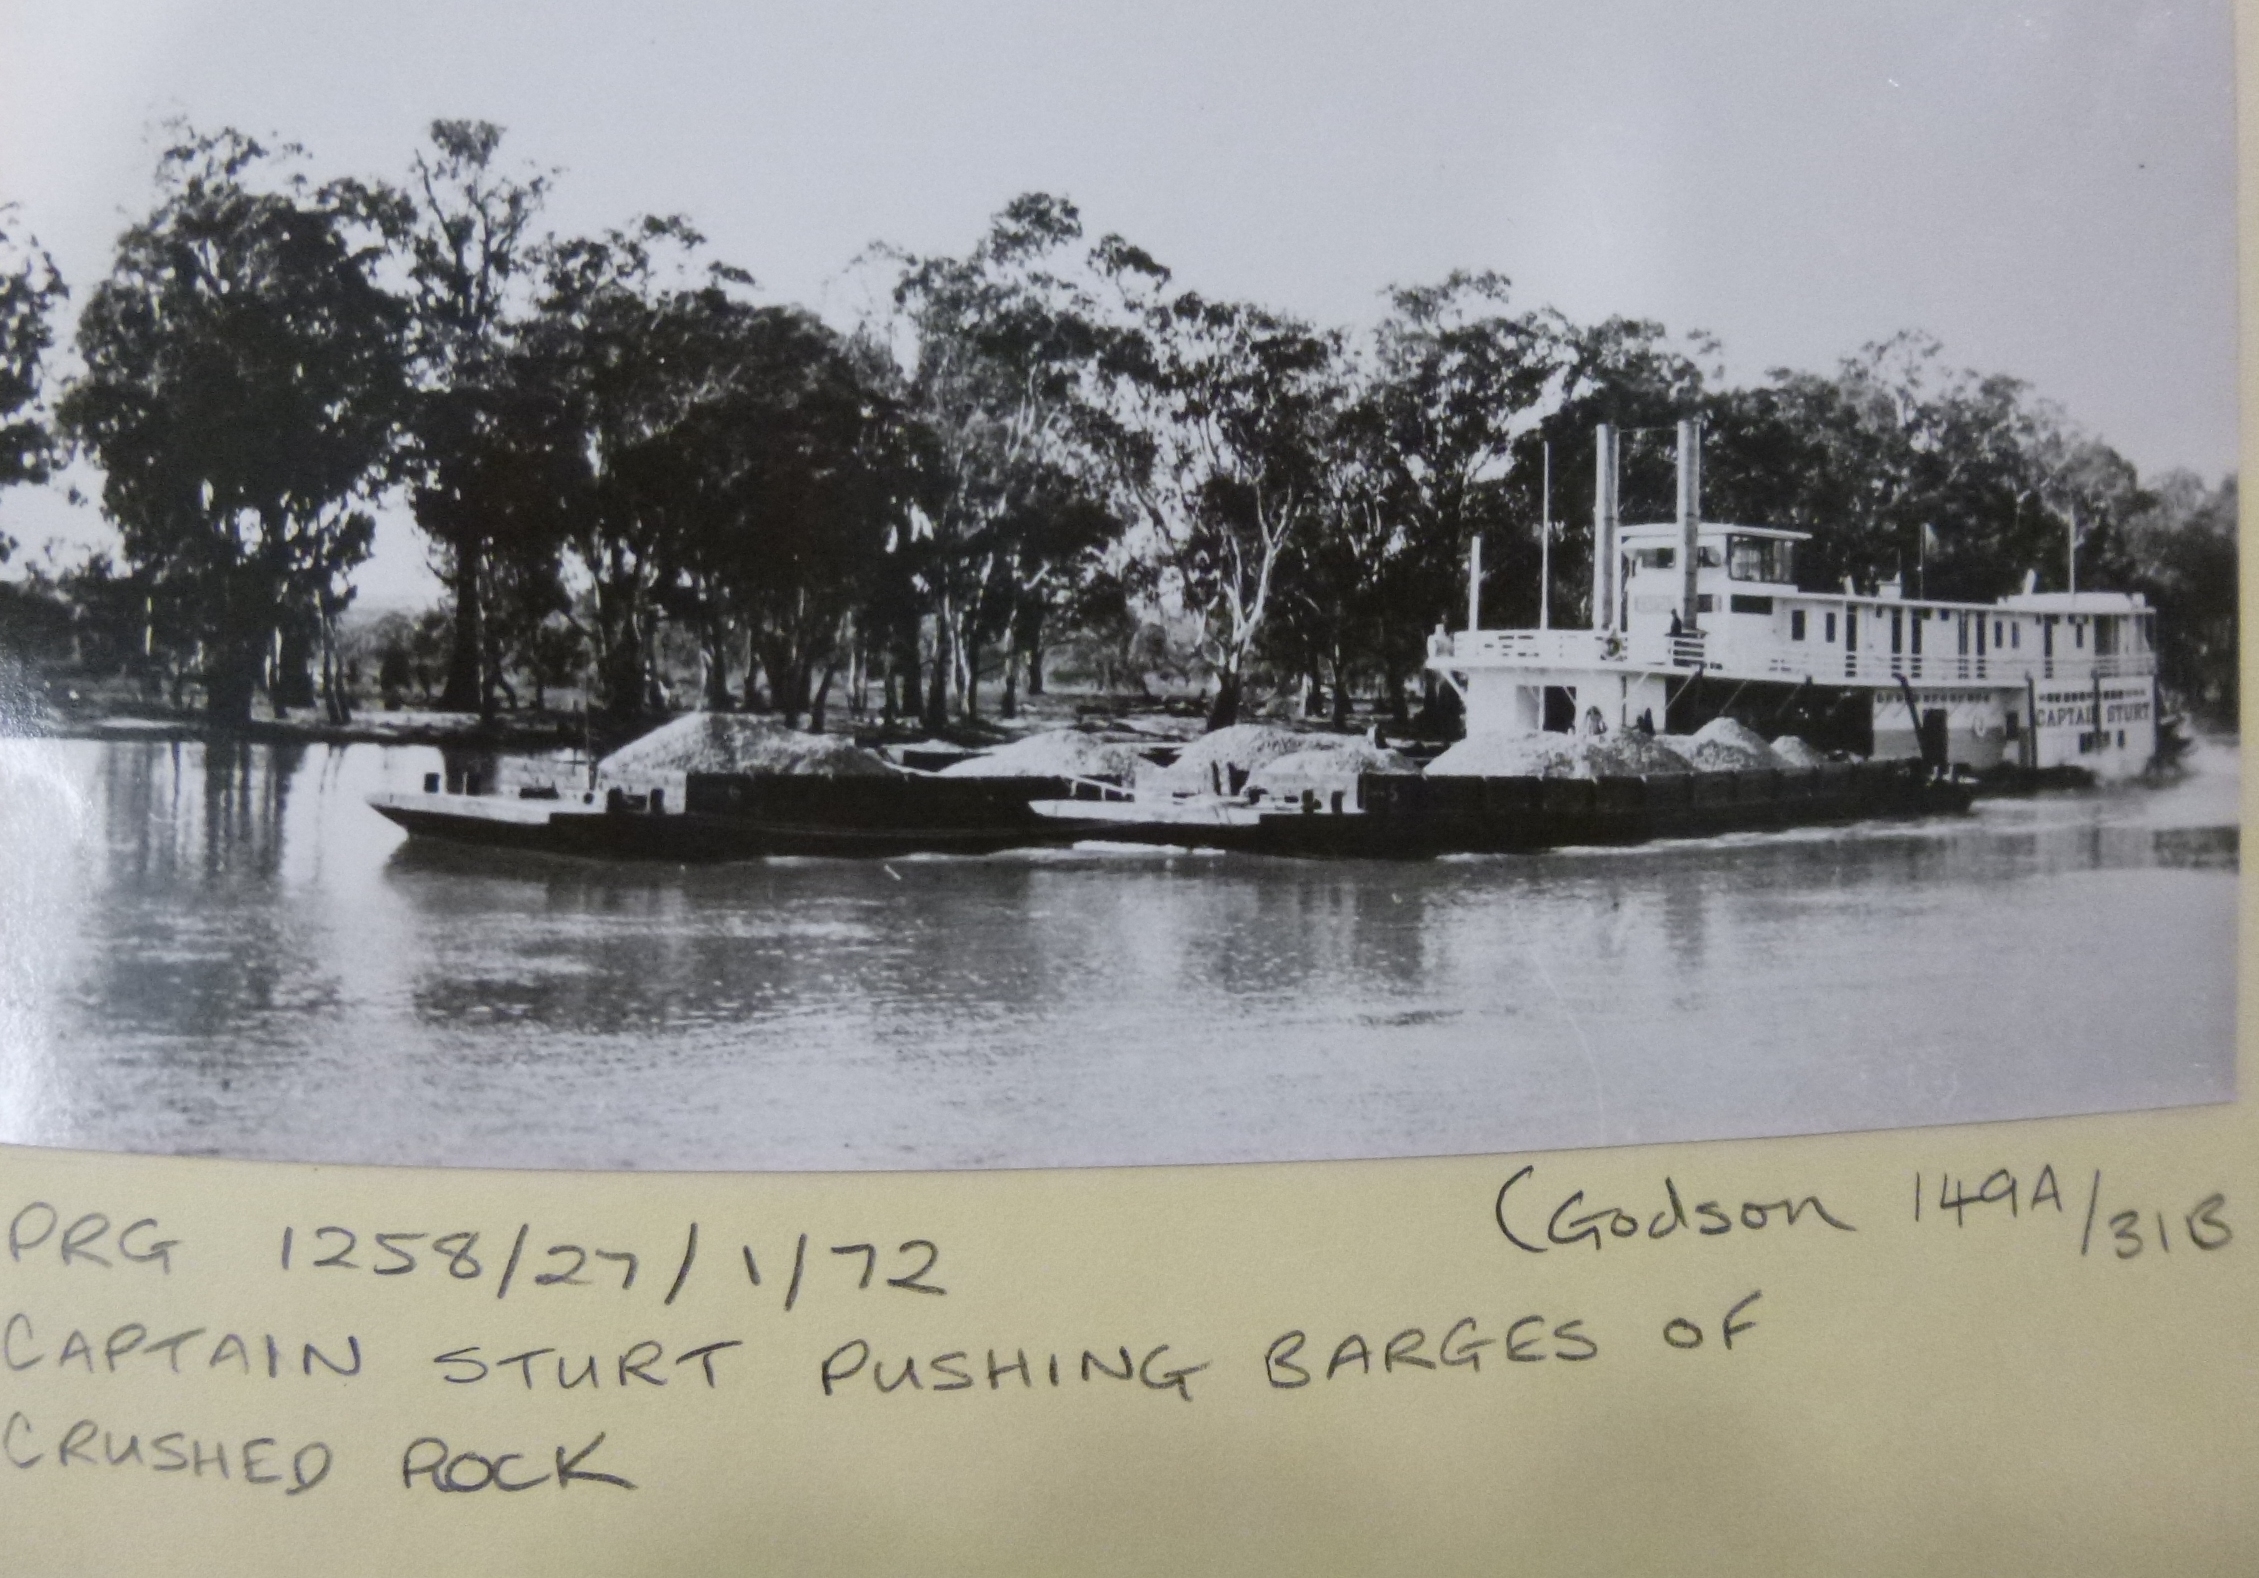 CAPTAIN STURT
PRG 1258/27/1/72
(Godson 149A/31B
CAPTAIN STURT PUSHING BARGES OF
CRUSHED ROCK